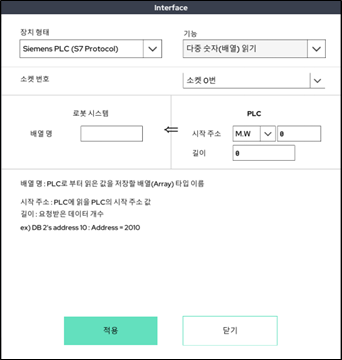 Interface
장치 형태
기능
Siemens PLC (S7 Protocol)
다중 숫자(배열) 읽기
소켓 번호
소켓 0번
로봇 시스템
PLC
배열 명
시작 주소
M.W
0
길이
0
배열 명 : PLC로 부터 읽은 값을 저장할 배열(Array) 타입 이름
시작 주소 : PLC에 읽을 PLC의 시작 주소 값
길이 : 요청받은 데이터 개수
ex) DB 2's address 10 : Address = 2010
적용
닫기